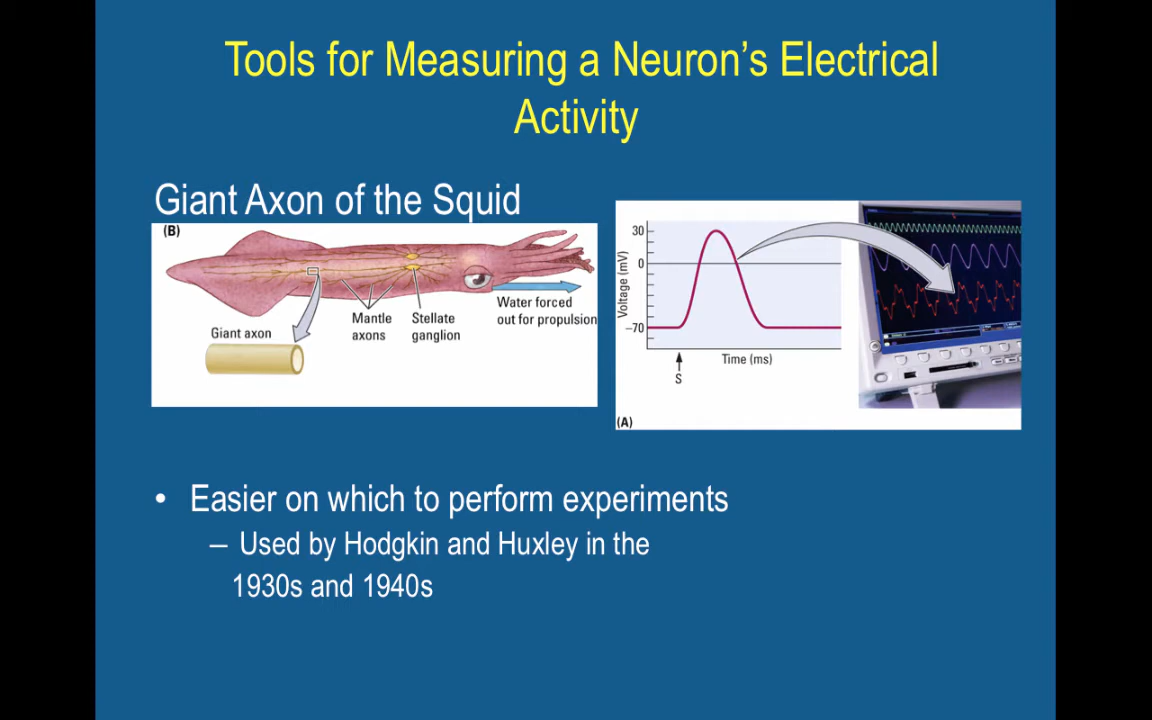 Tools for Measuring a Neuron’s Electrical
Activity
Giant Axon of the Squid
(B)
Water forced
out for propulsion
Mantle
axons
Stellate
ganglion
Giant axon
30
0
–70
Voltage (mV)
Time (ms)
S
(A)
• Easier on which to perform experiments
– Used by Hodgkin and Huxley in the
1930s and 1940s